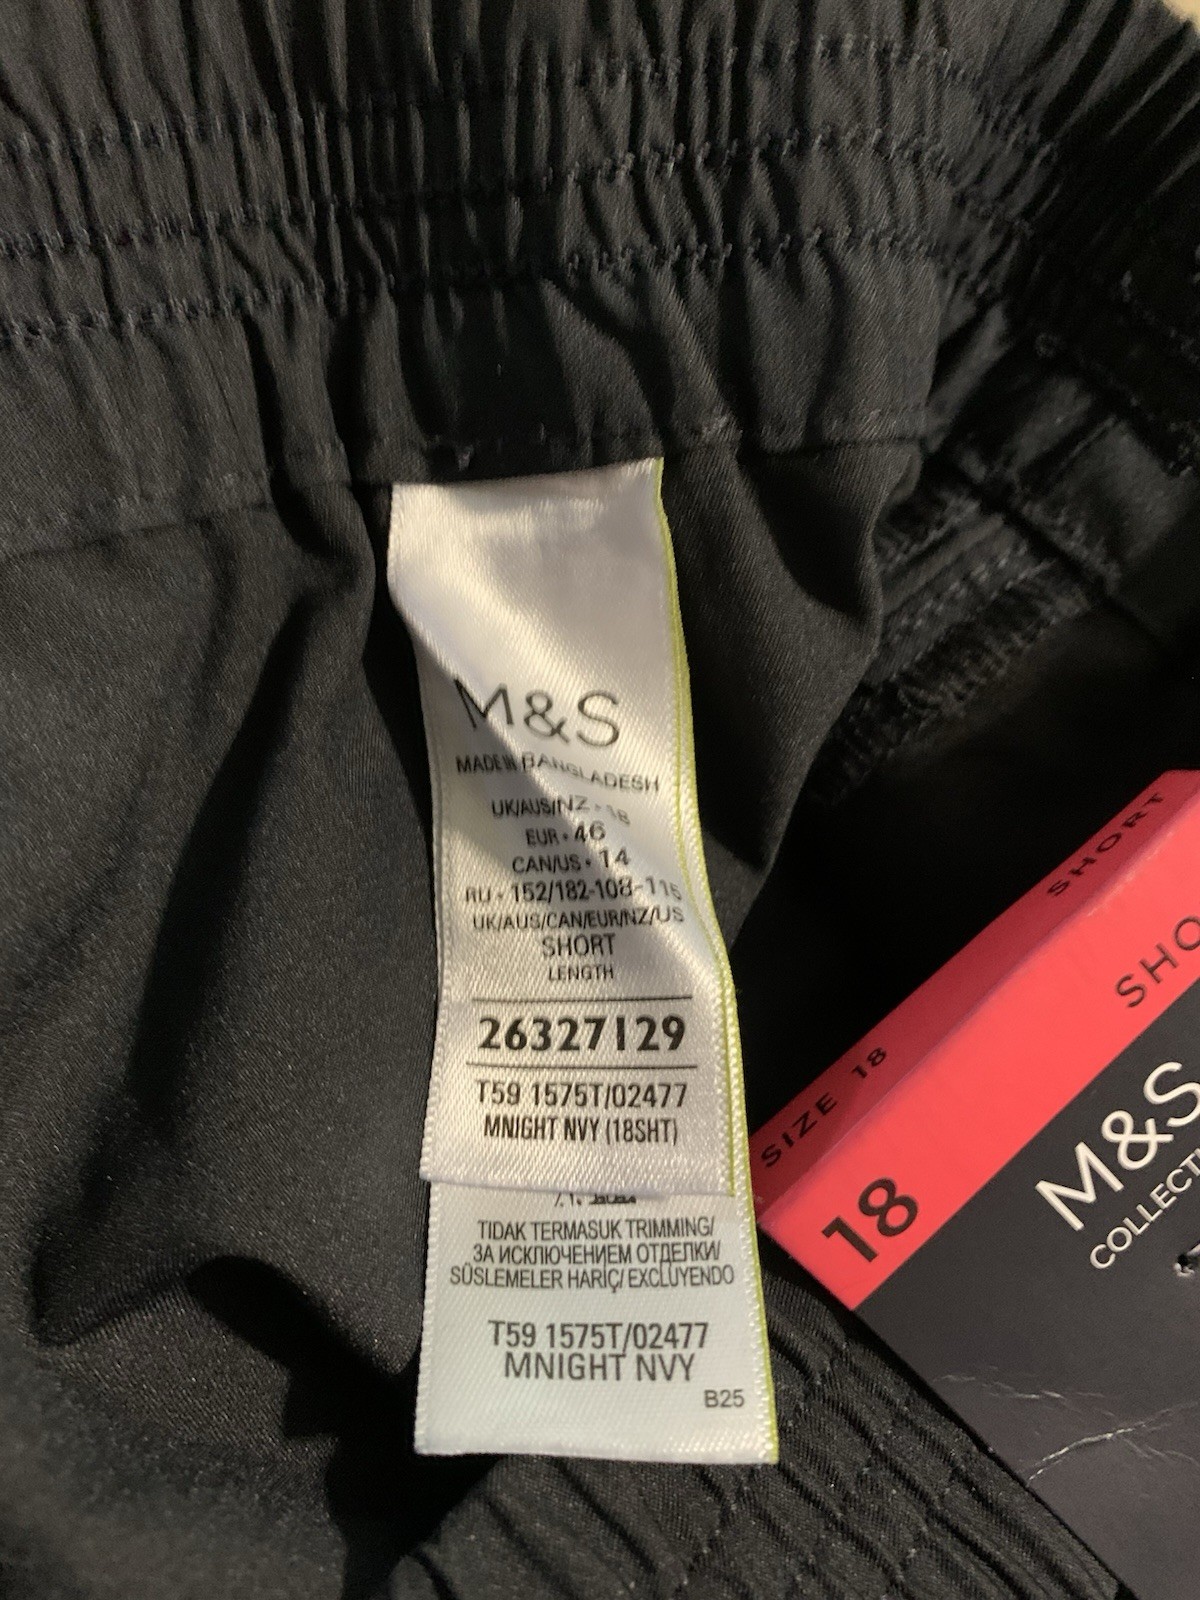 M&S
MADE IN BANGLADESH
UK/AUS/NZ • 18
EUR • 46
CAN/US • 14
RU • 152/182-108-116
UK/AUS/CAN/EUR/NZ/US
SHORT
LENGTH
26327129
T59 1575T/02477
MNIGHT NVY (18SHT)
TIDAK TERMASUK TRIMMING/
ЗА ИСКЛЮЧЕНИЕМ ОТДЕЛКИ/
SÜSLEMELER HARİÇ/ EXCLUYENDO
T59 1575T/02477
MNIGHT NVY
B25
SIZE 18 SHORT
18 SHO
M&S
COLLECTI